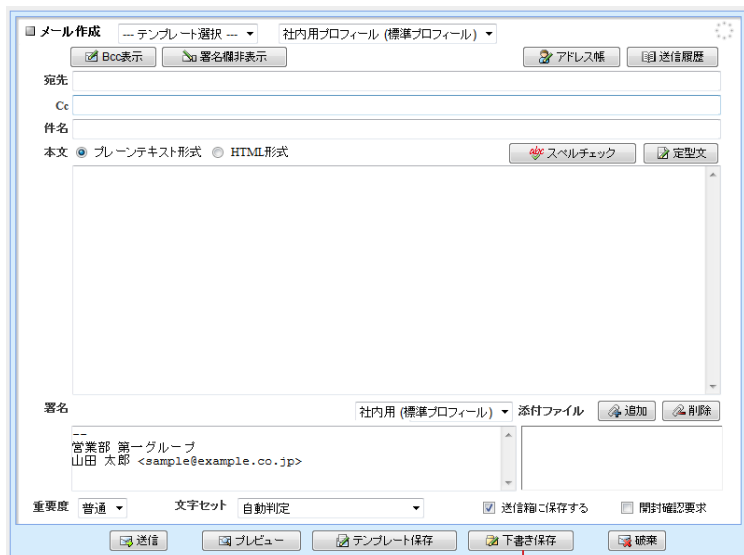 メール作成 --- テンプレート選択 --- 社内用プロフィール (標準プロフィール)
Bcc表示 署名欄非表示 アドレス帳 送信履歴
宛先
Cc
件名
本文 プレーンテキスト形式 HTML形式 abc スペルチェック 定型文
署名 社内用 (標準プロフィール) 添付ファイル 追加 削除
--
営業部 第一グループ
山田 太郎 <sample@example.co.jp>
重要度 普通 文字セット 自動判定 送信箱に保存する 開封確認要求
送信 プレビュー テンプレート保存 下書き保存 破棄